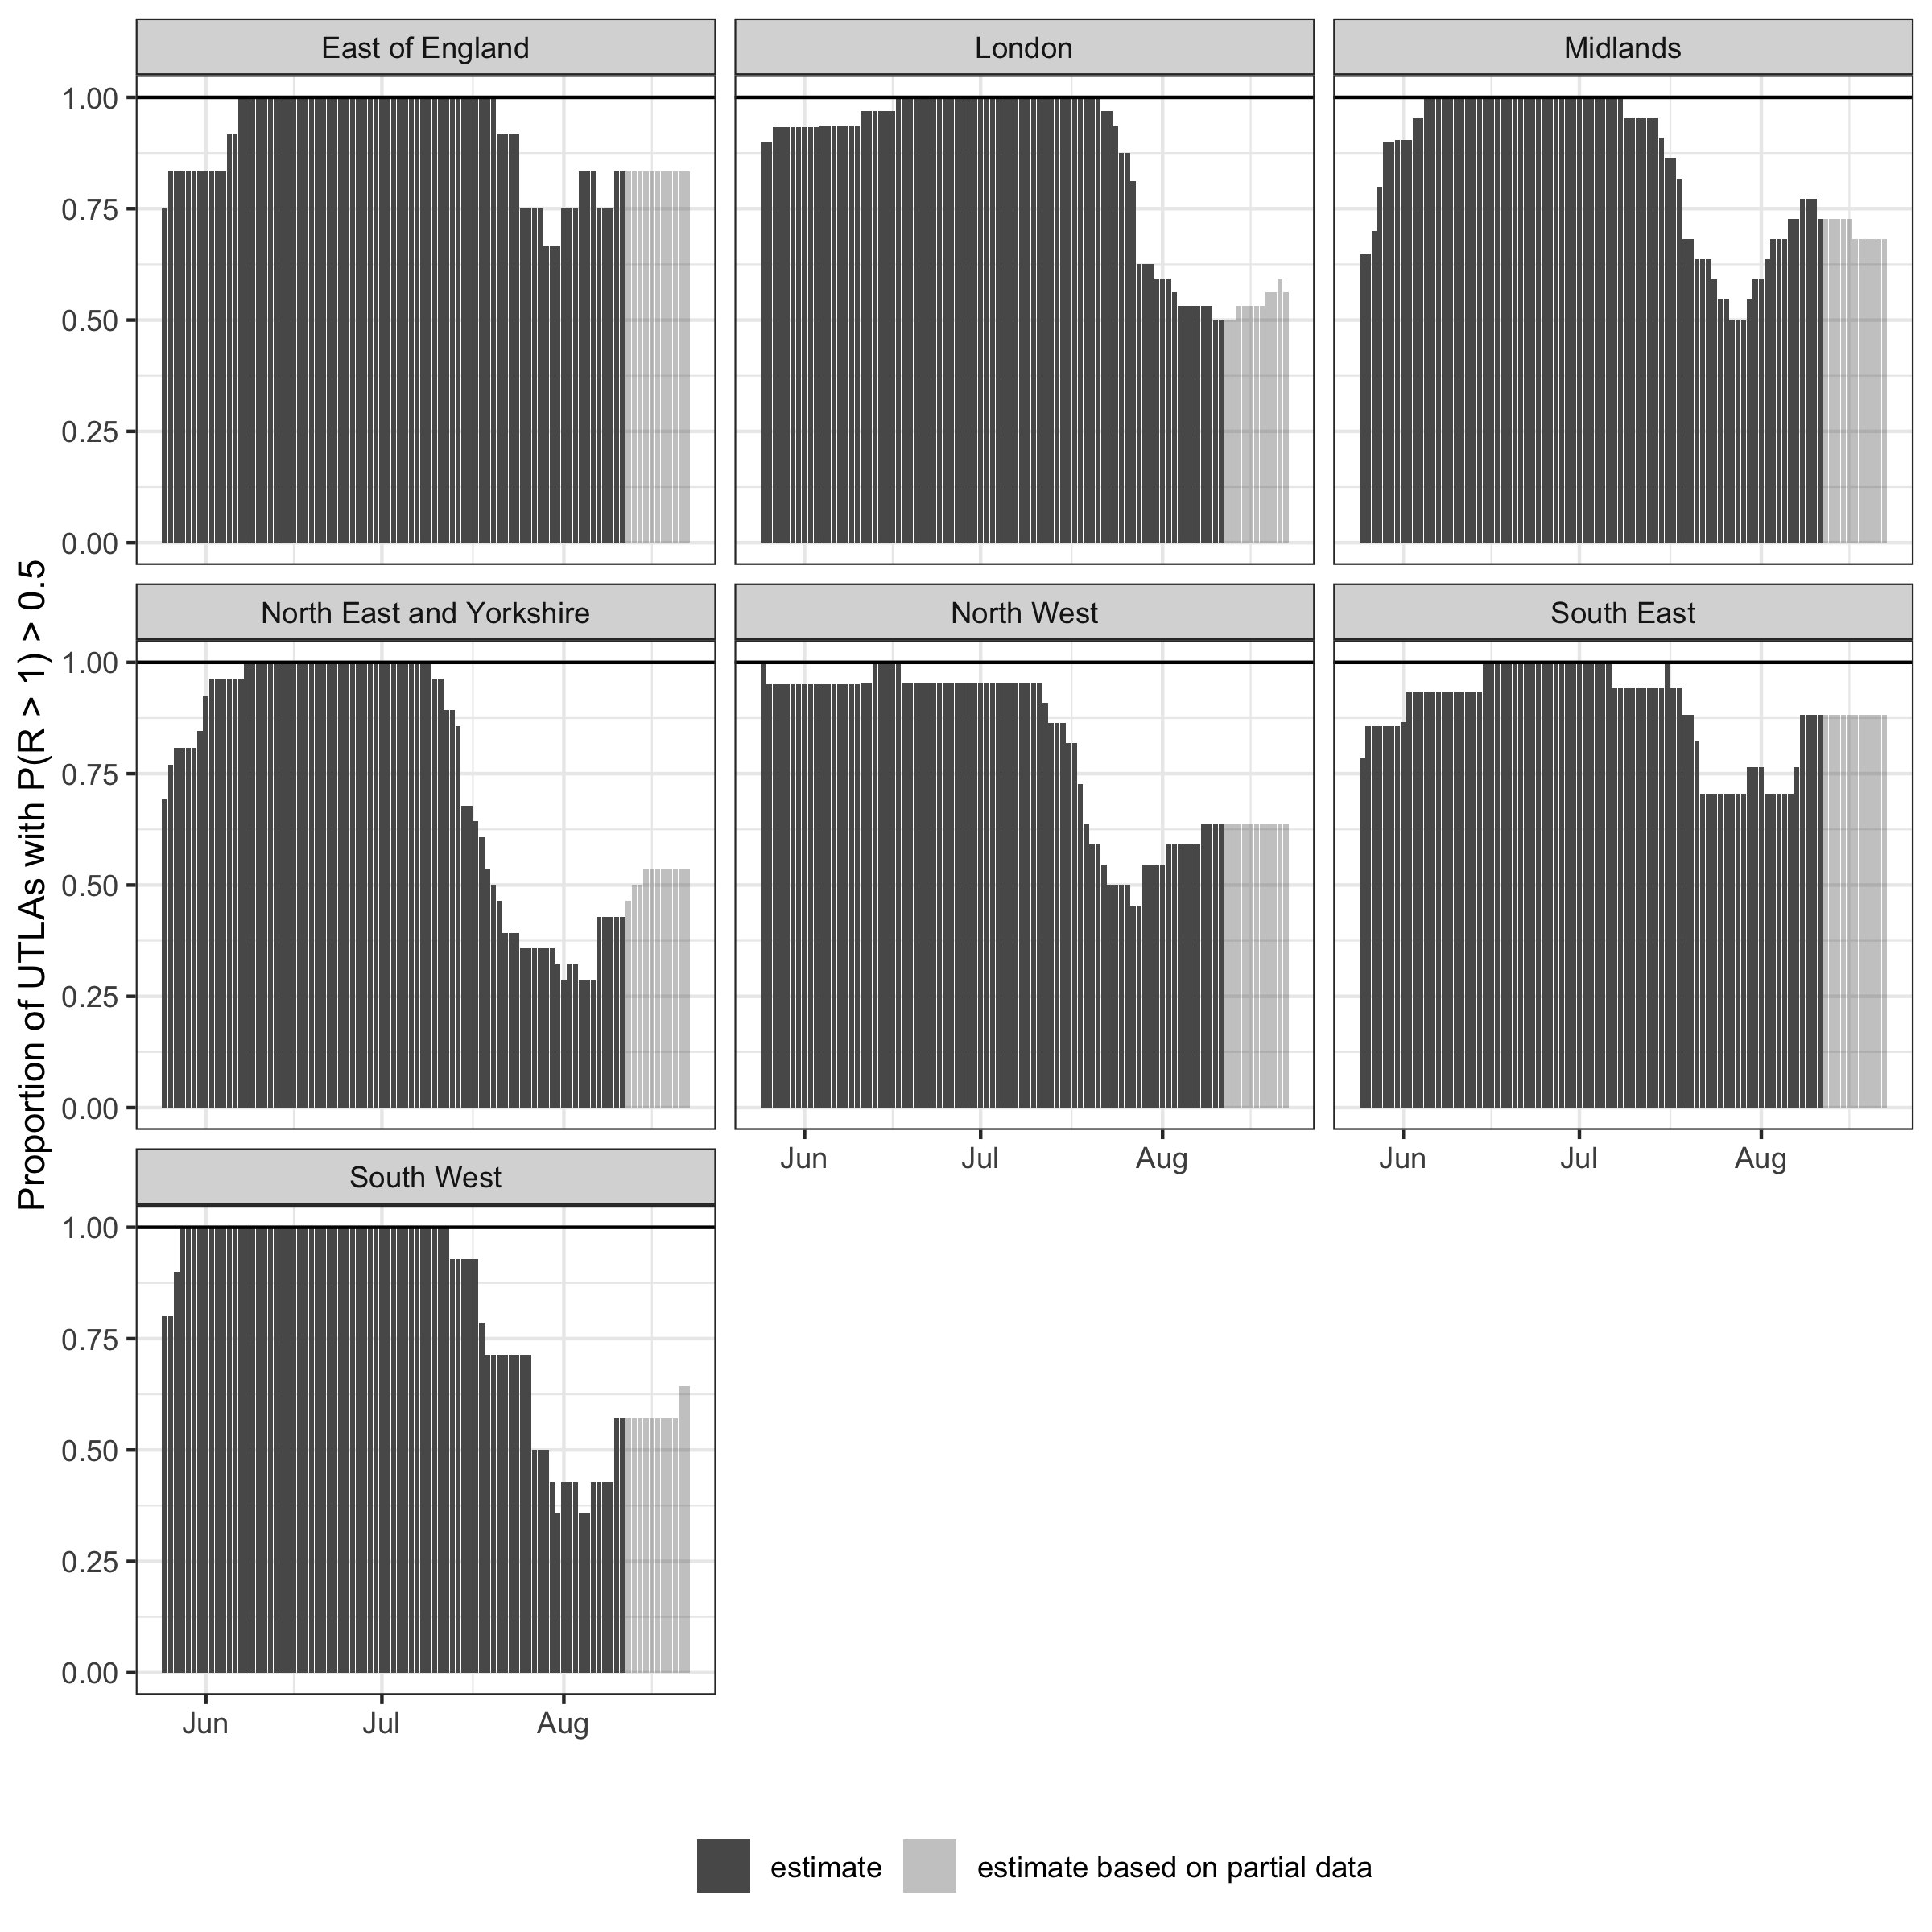 East of England
London
Midlands
1.00
0.75
0.50
0.25
0.00
North East and Yorkshire
North West
South East
1.00
0.75
0.50
0.25
0.00
Jun Jul Aug
Jun Jul Aug
South West
1.00
0.75
0.50
0.25
0.00
Jun Jul Aug
Proportion of UTLAs with P(R > 1) > 0.5
estimate
estimate based on partial data